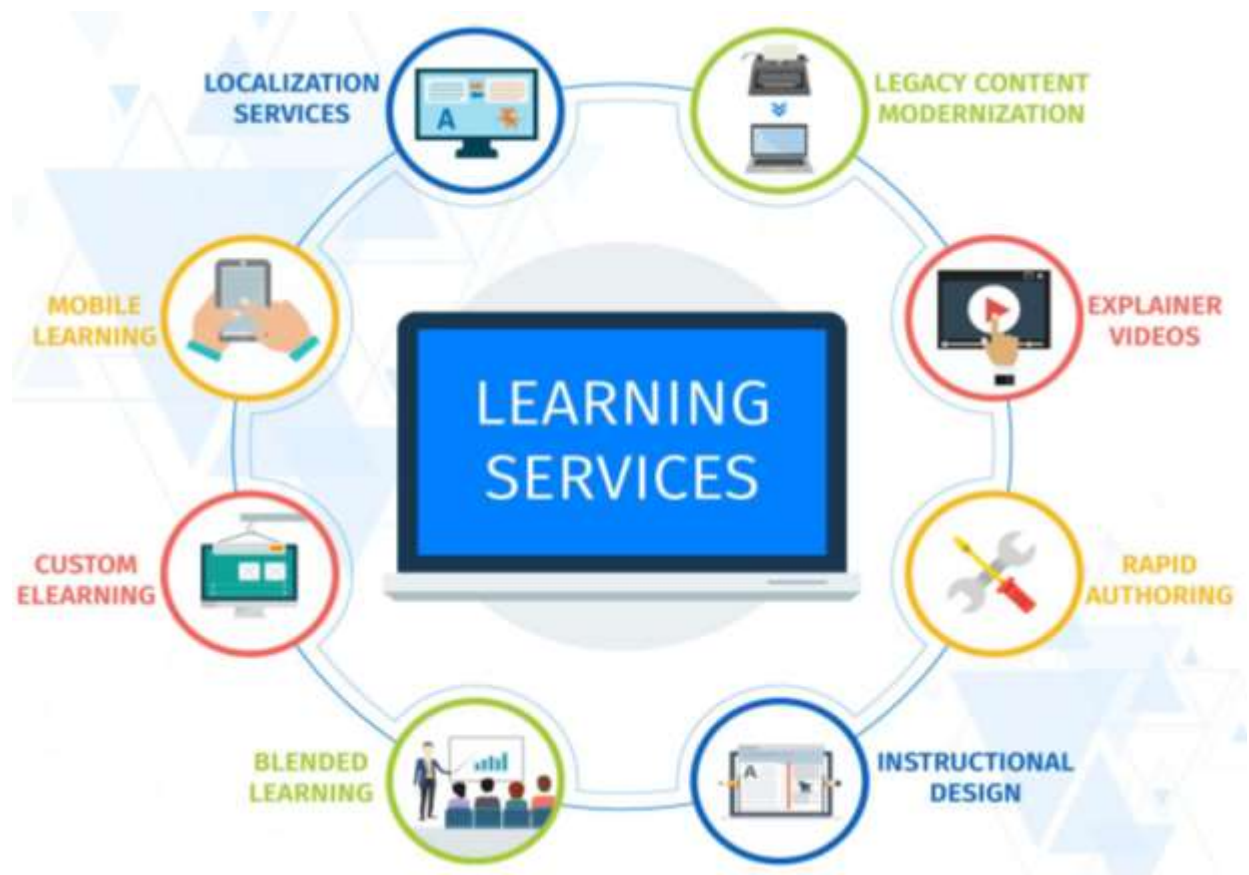 LOCALIZATION
SERVICES
A
LEGACY CONTENT
MODERNIZATION
MOBILE
LEARNING
EXPLAINER
VIDEOS
LEARNING
SERVICES
CUSTOM
ELEARNING
RAPID
AUTHORING
BLENDED
LEARNING
A
INSTRUCTIONAL
DESIGN